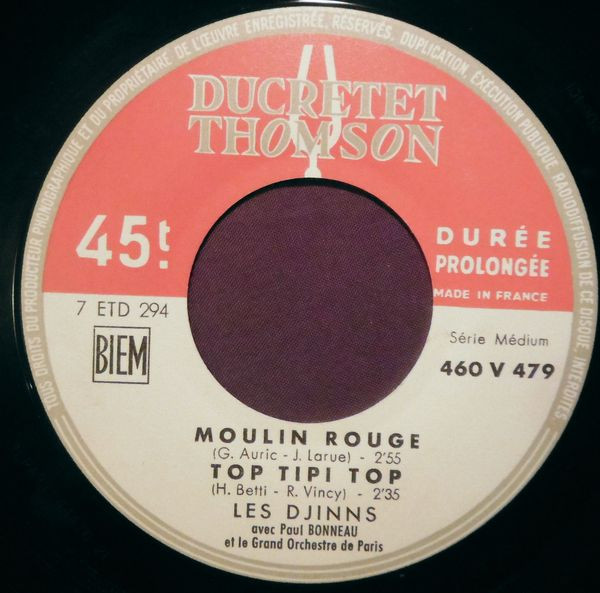 TOUS DROITS DU PRODUCTEUR PHONOGRAPHIQUE ET DU PROPRIÉTAIRE DE L'ŒUVRE ENREGISTRÉE, RÉSERVÉS, DUPLICATION, EXÉCUTION PUBLIQUE, RADIODIFFUSION DE CE DISQUE, INTERDITES
DUCRETET
THOMSON
45t.
DURÉE
PROLONGÉE
MADE IN FRANCE
7 ETD 294
BIEM
Série Médium
460 V 479
MOULIN ROUGE
(G. Auric - J. Larue) - 2'55
TOP TIPI TOP
(H. Betti - R. Vincy) - 2'35
LES DJINNS
avec Paul BONNEAU
et le Grand Orchestre de Paris